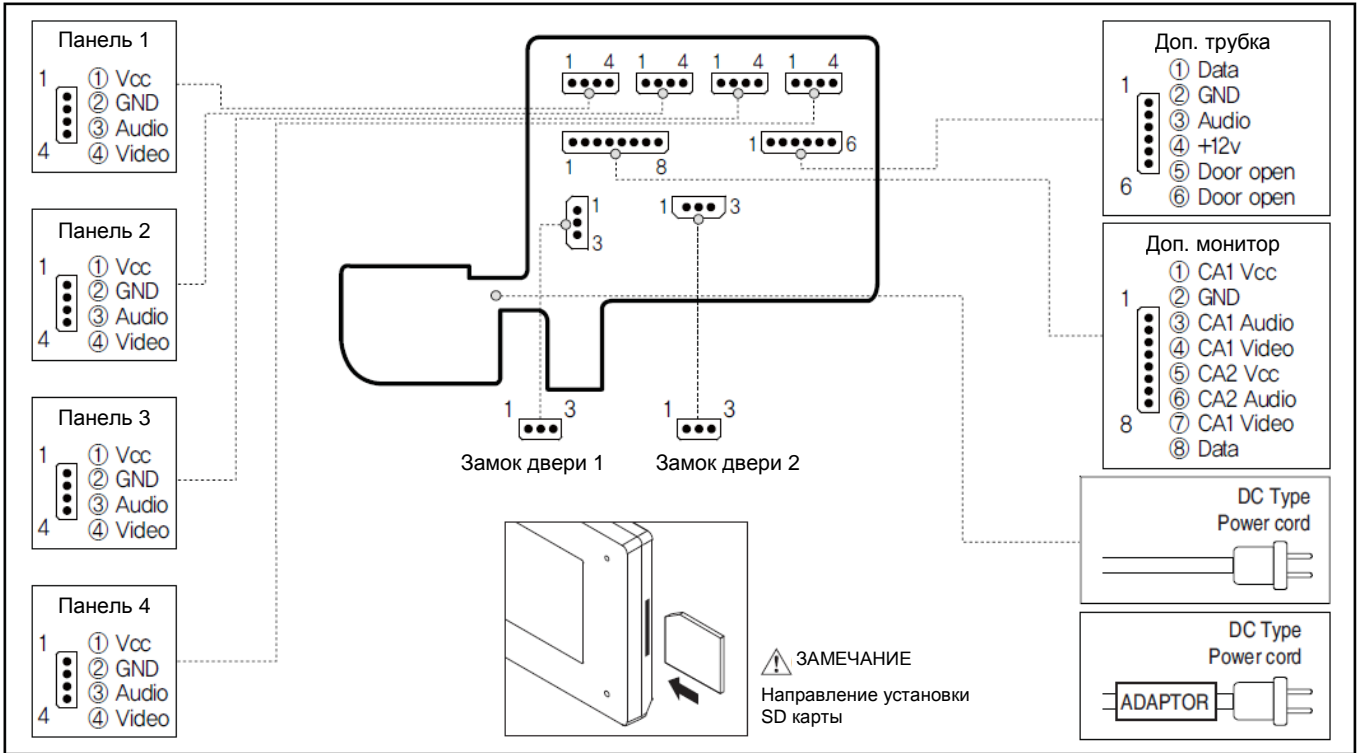 Панель 1
1
① Vcc
② GND
③ Audio
④ Video
4
Панель 2
1
① Vcc
② GND
③ Audio
④ Video
4
Панель 3
1
① Vcc
② GND
③ Audio
④ Video
4
Панель 4
1
① Vcc
② GND
③ Audio
④ Video
4
1 4 1 4 1 4 1 4
1 8
1 6
1
3
1 3
1 3
1 3
Замок двери 1
Замок двери 2
ЗАМЕЧАНИЕ
Направление установки
SD карты
Доп. трубка
① Data
1
② GND
③ Audio
④ +12v
⑤ Door open
6
⑥ Door open
Доп. монитор
① CA1 Vcc
1
② GND
③ CA1 Audio
④ CA1 Video
⑤ CA2 Vcc
⑥ CA2 Audio
8
⑦ CA1 Video
⑧ Data
DC Type
Power cord
DC Type
Power cord
ADAPTOR